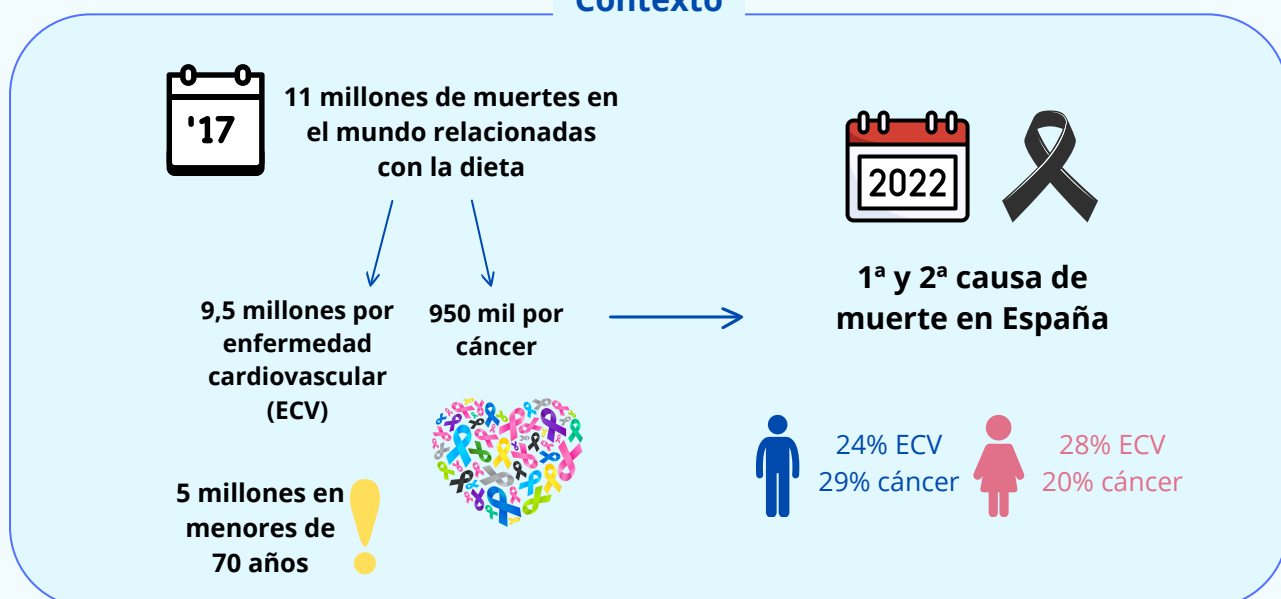 Contexto
'17
11 millones de muertes en
el mundo relacionadas
con la dieta
9,5 millones por
enfermedad
cardiovascular
(ECV)
950 mil por
cáncer
5 millones en
menores de
70 años
2022
1ª y 2ª causa de
muerte en España
24% ECV
29% cáncer
28% ECV
20% cáncer